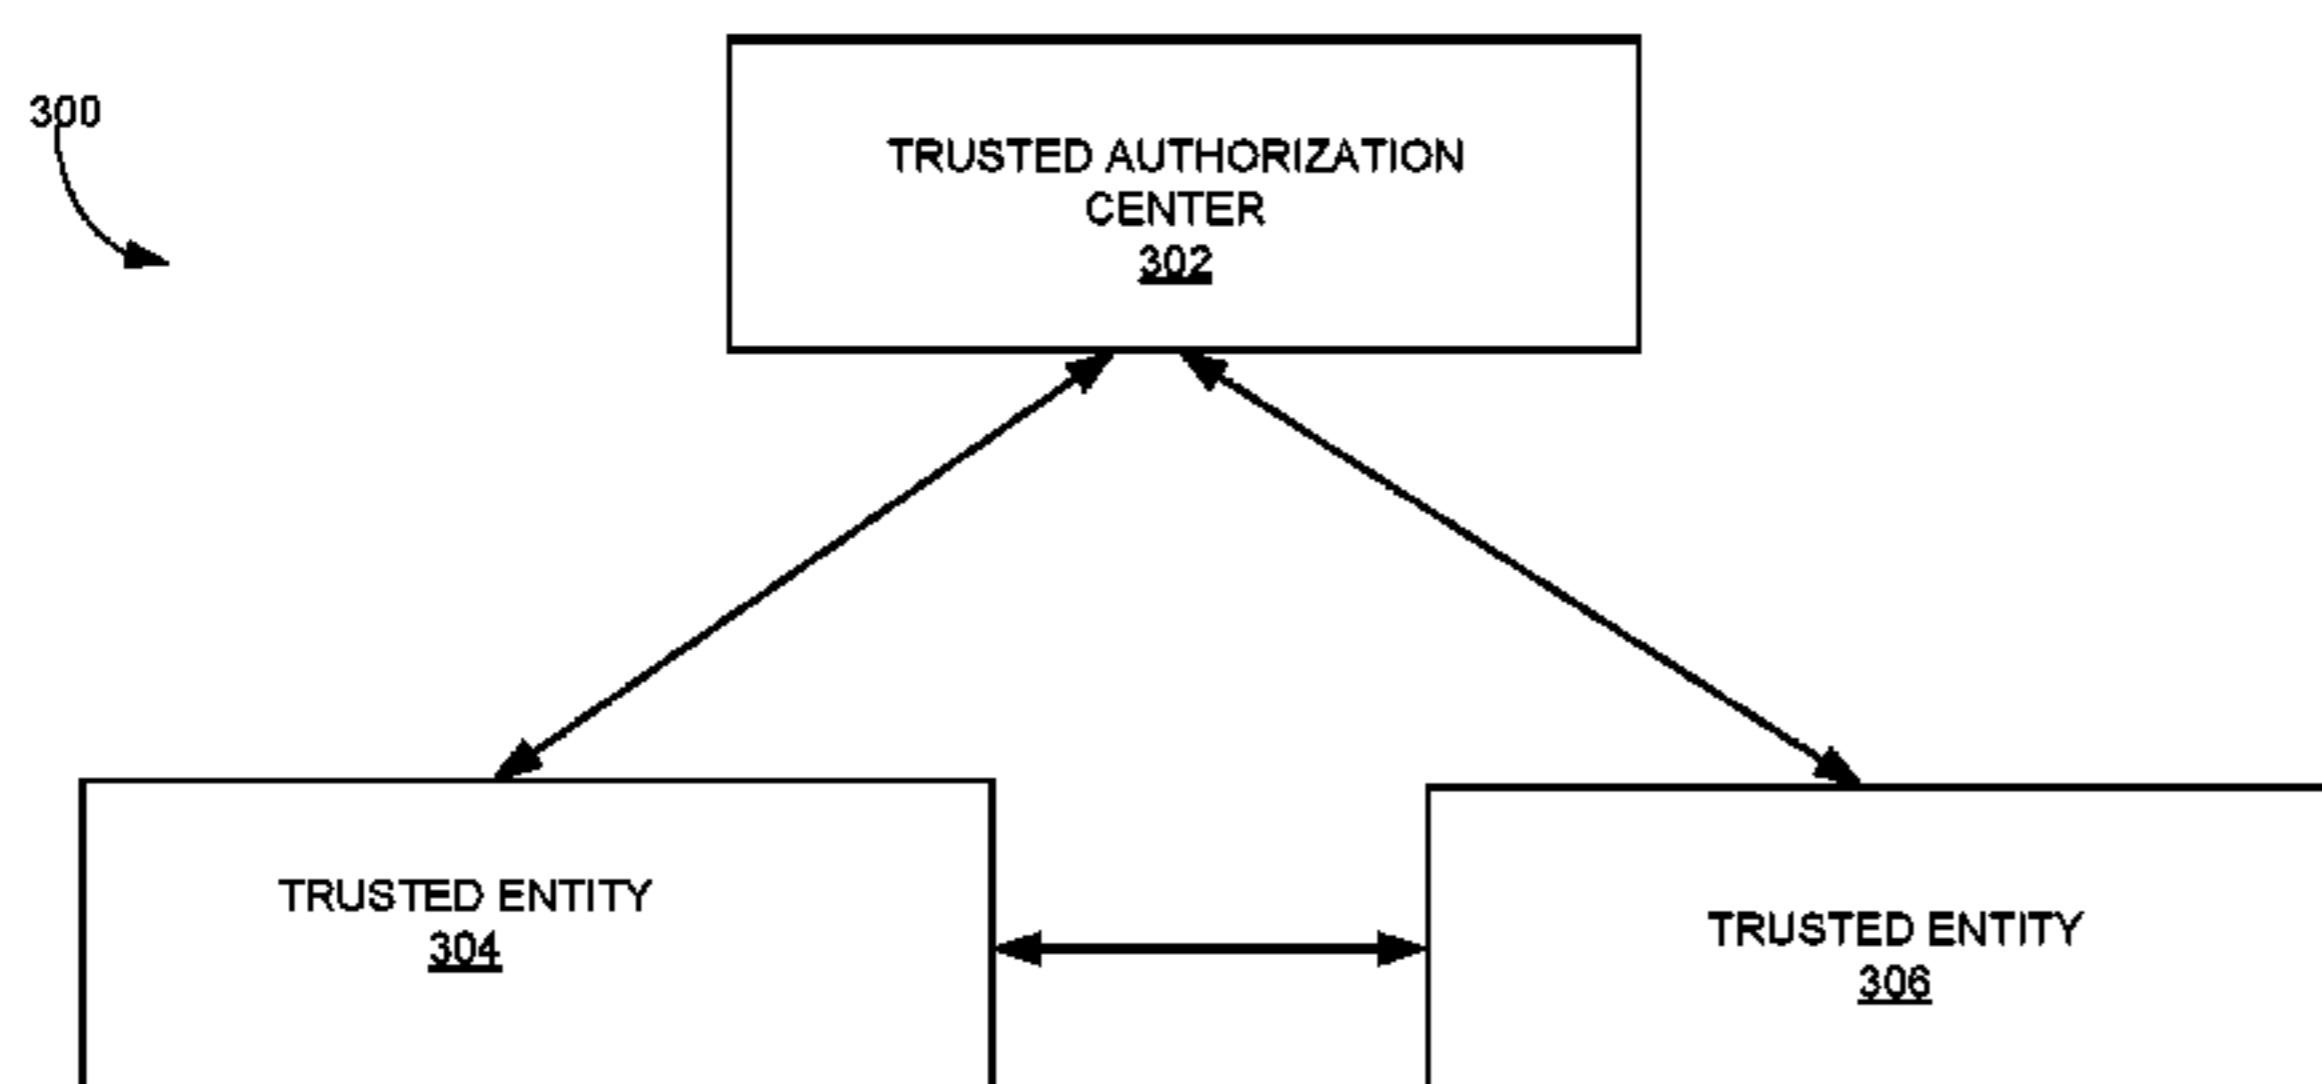 300
TRUSTED AUTHORIZATION
CENTER
302
TRUSTED ENTITY
304
TRUSTED ENTITY
306